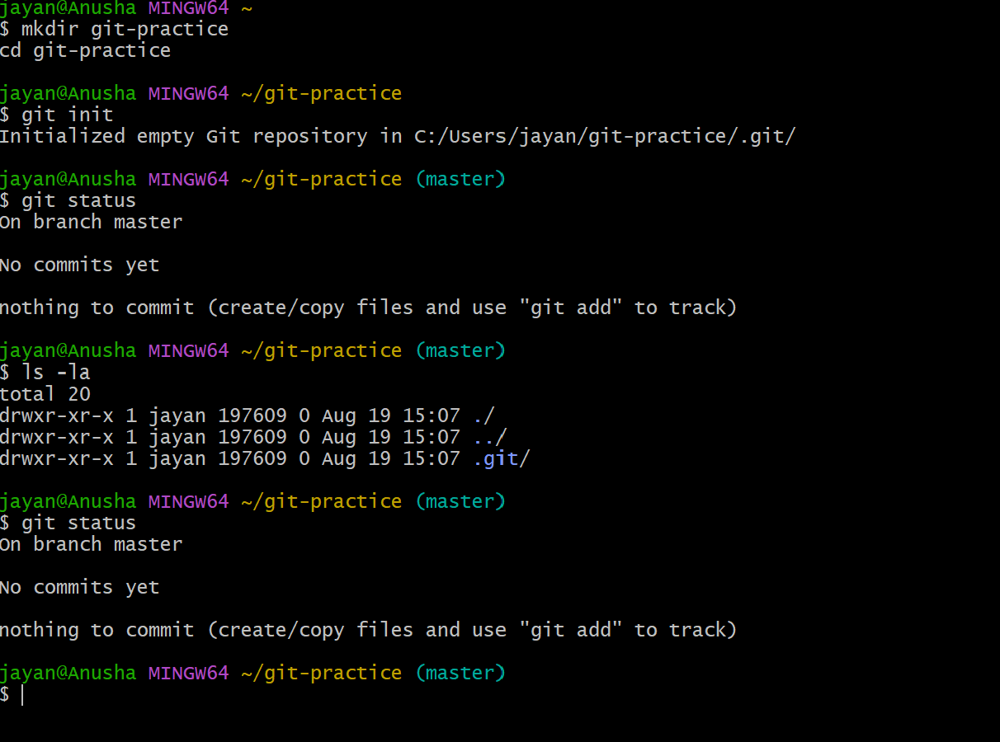 jayan@Anusha MINGW64 ~
$ mkdir git-practice
cd git-practice
jayan@Anusha MINGW64 ~/git-practice
$ git init
Initialized empty Git repository in C:/Users/jayan/git-practice/.git/
jayan@Anusha MINGW64 ~/git-practice (master)
$ git status
On branch master
No commits yet
nothing to commit (create/copy files and use "git add" to track)
jayan@Anusha MINGW64 ~/git-practice (master)
$ ls -la
total 20
drwxr-xr-x 1 jayan 197609 0 Aug 19 15:07 ./
drwxr-xr-x 1 jayan 197609 0 Aug 19 15:07 ../
drwxr-xr-x 1 jayan 197609 0 Aug 19 15:07 .git/
jayan@Anusha MINGW64 ~/git-practice (master)
$ git status
On branch master
No commits yet
nothing to commit (create/copy files and use "git add" to track)
jayan@Anusha MINGW64 ~/git-practice (master)
$